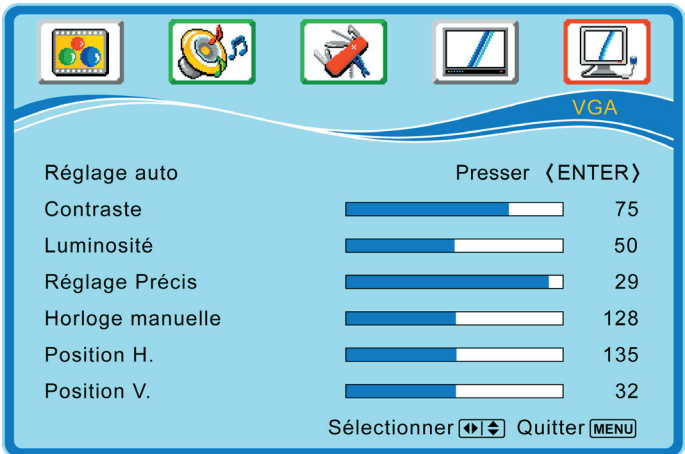 VGA
Réglage auto Presser 〈ENTER〉
Contraste 75
Luminosité 50
Réglage Précis 29
Horloge manuelle 128
Position H. 135
Position V. 32
Sélectionner Quitter MENU